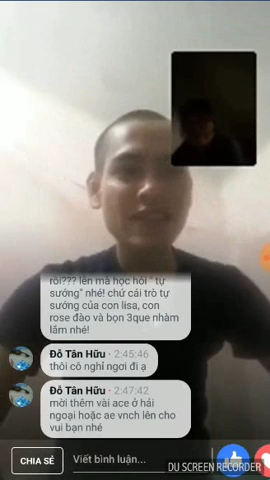 rồi??? lên mà học hỏi " tự
sướng" nhé! chứ cái trò tự
sướng của con lisa, con
rose đào và bọn 3que nhàm
lắm nhé!
Đỗ Tân Hữu · 2:45:46
thôi cò nghỉ ngơi đi ạ
Đỗ Tân Hữu · 2:47:42
mời thêm vài ace ở hải
ngoại hoặc ae vnch lên cho
vui bạn nhé
CHIA SẺ
Viết bình luận...
DU SCREEN RECORDER